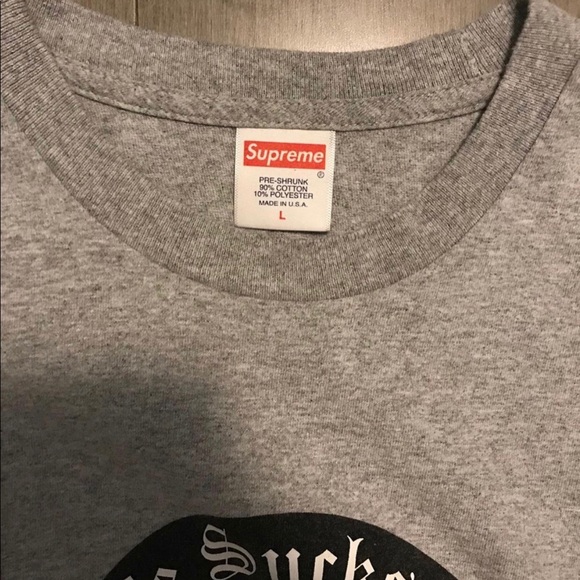 Supreme
®
PRE-SHRUNK
90% COTTON
10% POLYESTER
MADE IN U.S.A.
L